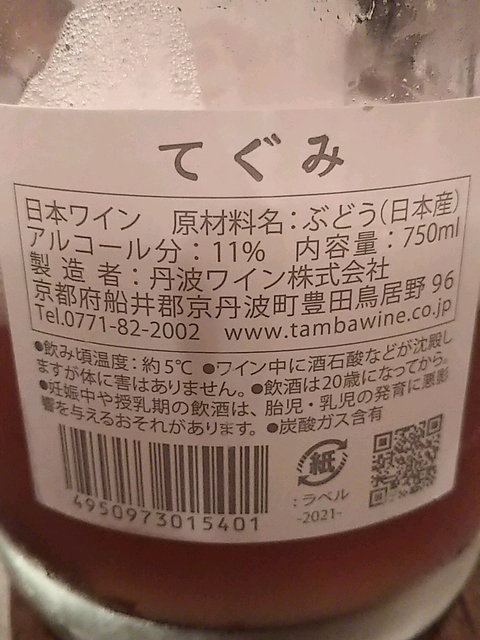 てぐみ
日本ワイン 原材料名：ぶどう(日本産)
アルコール分：11% 内容量：750ml
製造者：丹波ワイン株式会社
京都府船井郡京丹波町豊田鳥居野 96
Tel.0771-82-2002 www.tambawine.co.jp
●飲み頃温度：約5℃ ●ワイン中に酒石酸などが沈殿し
ますが体に害はありません。●飲酒は20歳になってから。
●妊娠中や授乳期の飲酒は、胎児・乳児の発育に悪影
響を与えるおそれがあります。 ●炭酸ガス含有
4950973015401
紙
：ラベル
-2021-